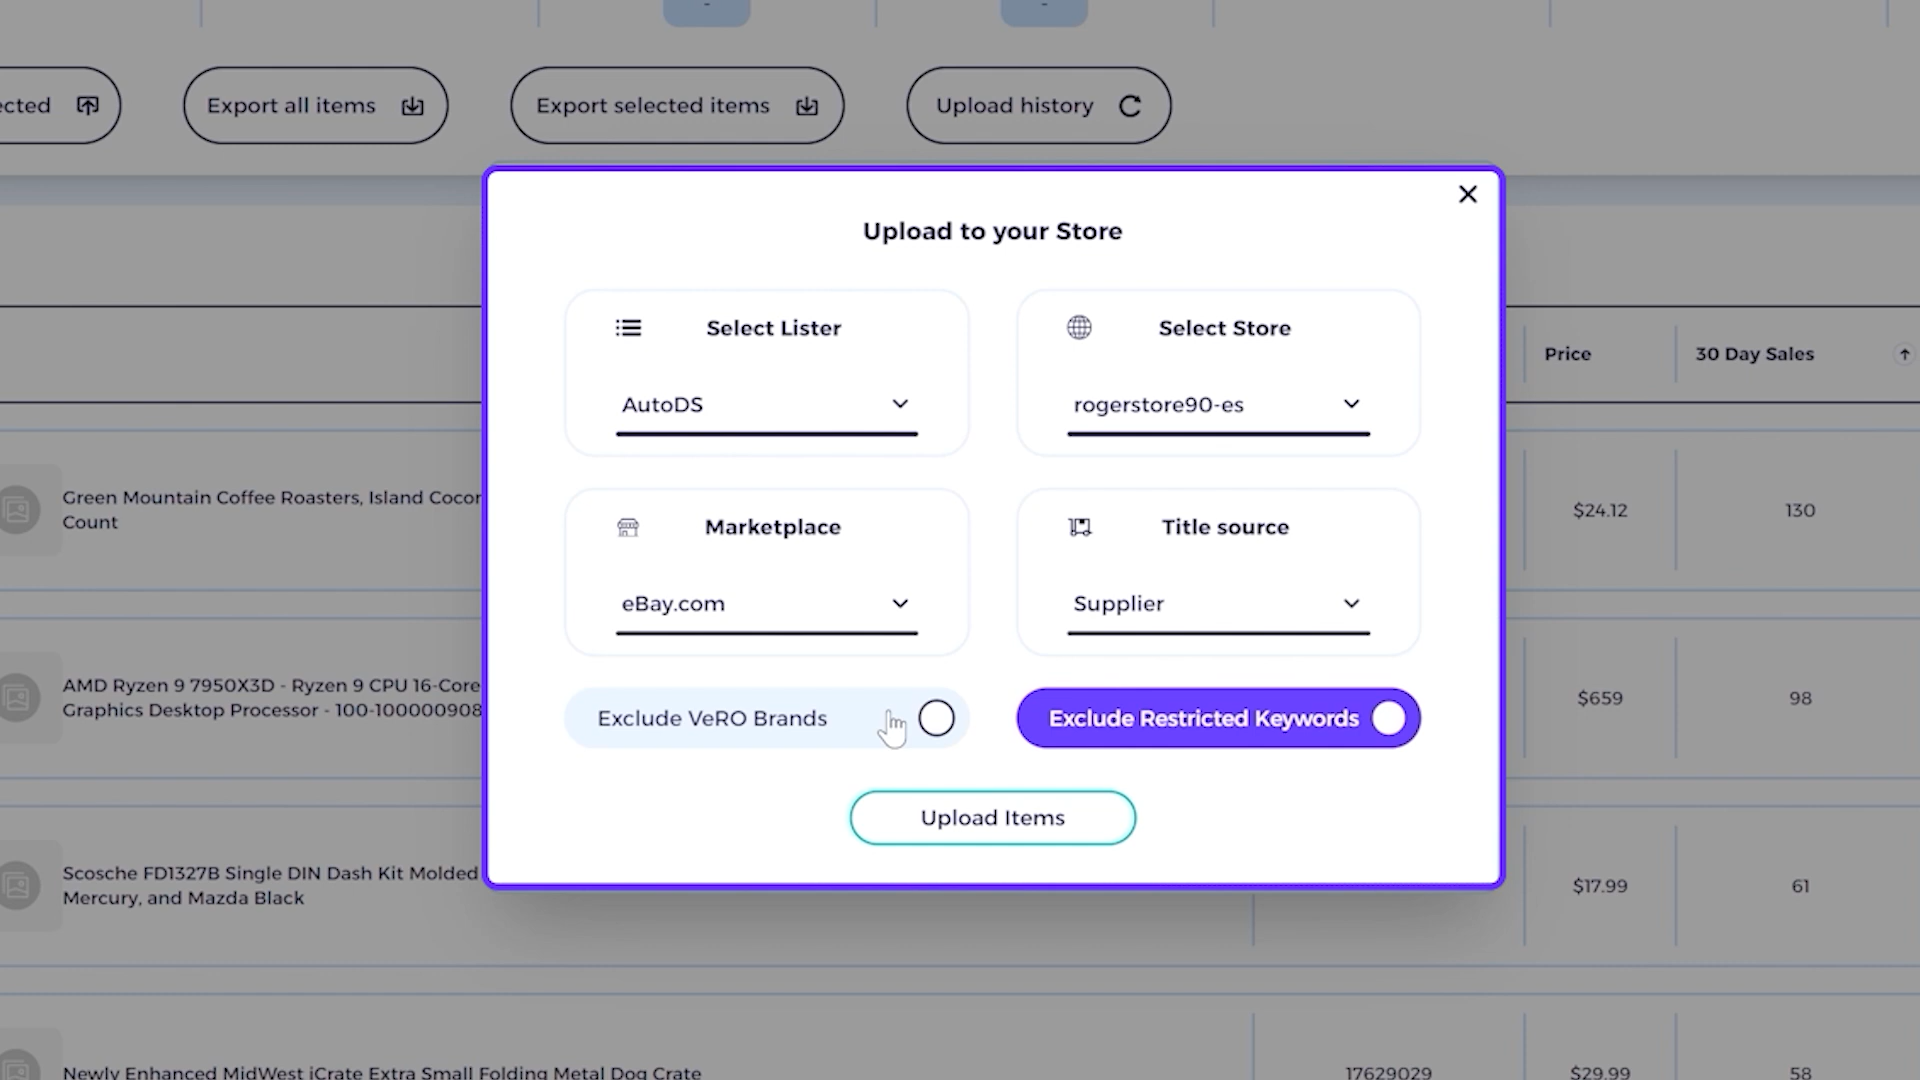 -
-
ected
Export all items
Export selected items
Upload history
Upload to your Store
Select Lister
Select Store
AutoDS
rogerstore90-es
Marketplace
Title source
eBay.com
Supplier
Exclude VeRO Brands
Exclude Restricted Keywords
Upload Items
Price
30 Day Sales
Green Mountain Coffee Roasters, Island Cocon
Count
$24.12
130
AMD Ryzen 9 7950X3D - Ryzen 9 CPU 16-Core
Graphics Desktop Processor - 100-100000908
$659
98
Scosche FD1327B Single DIN Dash Kit Molded
Mercury, and Mazda Black
$17.99
61
Newly Enhanced MidWest iCrate Extra Small Folding Metal Dog Crate
17629029
$29.99
58